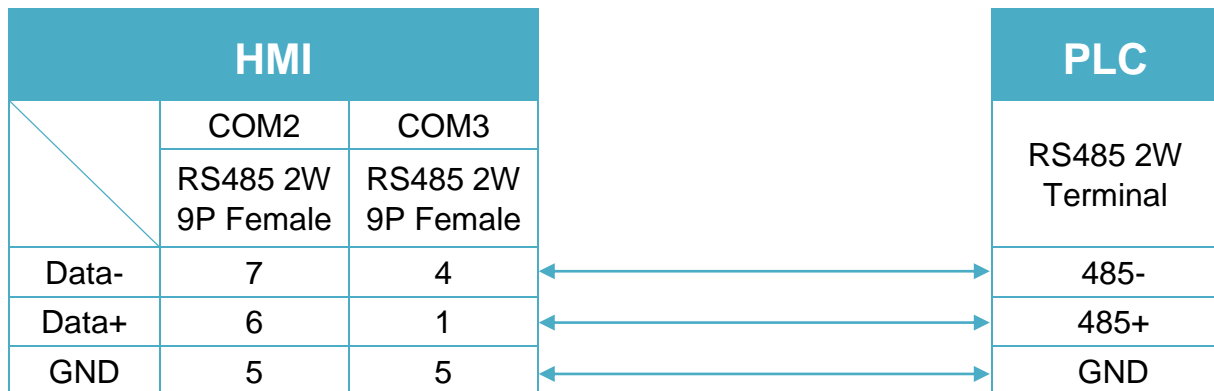 HMI PLC
COM2 COM3
RS485 2W RS485 2W RS485 2W
9P Female 9P Female Terminal
Data- 7 4 485-
Data+ 6 1 485+
GND 5 5 GND